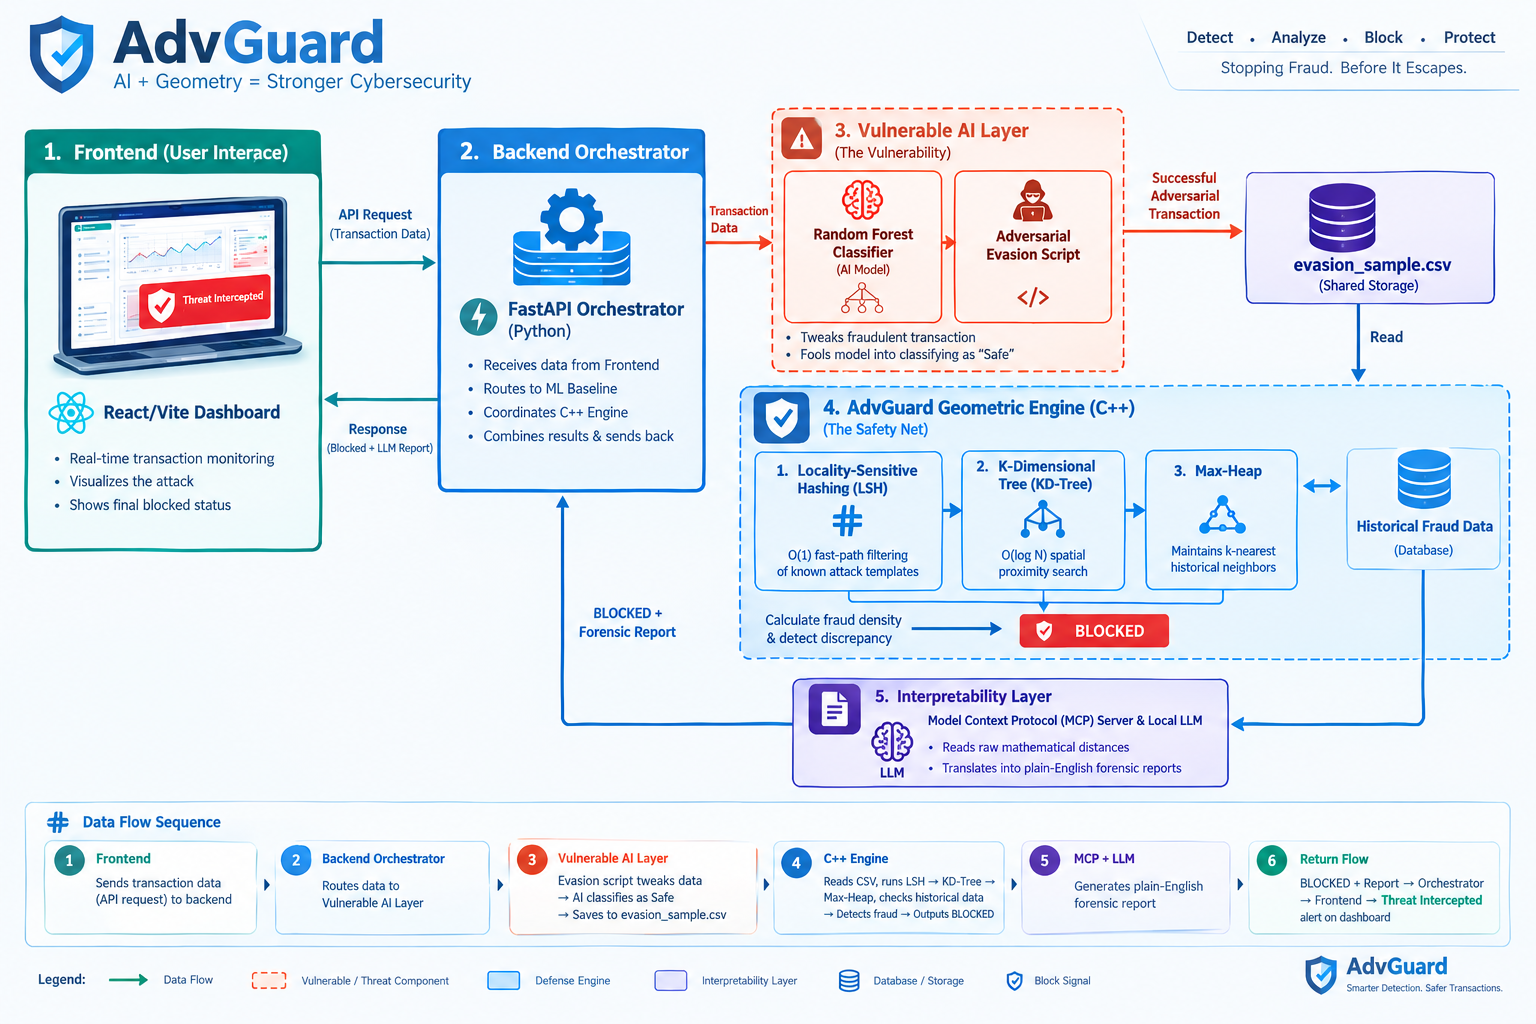 AdvGuard
AI + Geometry = Stronger Cybersecurity
Detect • Analyze • Block • Protect
Stopping Fraud. Before It Escapes.
1. Frontend (User Interace)
Threat Intercepted
React/Vite Dashboard
• Real-time transaction monitoring
• Visualizes the attack
• Shows final blocked status
API Request
(Transaction Data)
Response
(Blocked + LLM Report)
2. Backend Orchestrator
FastAPI Orchestrator
(Python)
• Receives data from Frontend
• Routes to ML Baseline
• Coordinates C++ Engine
• Combines results & sends back
Transaction
Data
3. Vulnerable AI Layer
(The Vulnerability)
Random Forest
Classifier
(AI Model)
Adversarial
Evasion Script
</>
• Tweaks fraudulent transaction
• Fools model into classifying as "Safe"
Successful
Adversarial
Transaction
evasion_sample.csv
(Shared Storage)
Read
4. AdvGuard Geometric Engine (C++)
(The Safety Net)
1. Locality-Sensitive
Hashing (LSH)
#
O(1) fast-path filtering
of known attack templates
2. K-Dimensional
Tree (KD-Tree)
O(log N) spatial
proximity search
3. Max-Heap
Maintains k-nearest
historical neighbors
Historical Fraud Data
(Database)
Calculate fraud density
& detect discrepancy
BLOCKED
BLOCKED +
Forensic Report
5. Interpretability Layer
Model Context Protocol (MCP) Server & Local LLM
LLM
• Reads raw mathematical distances
• Translates into plain-English forensic reports
# Data Flow Sequence
1 Frontend
Sends transaction data
(API request) to backend
2 Backend Orchestrator
Routes data to
Vulnerable AI Layer
3 Vulnerable AI Layer
Evasion script tweaks data
→ AI classifies as Safe
→ Saves to evasion_sample.csv
4 C++ Engine
Reads CSV, runs LSH → KD-Tree →
Max-Heap, checks historical data
→ Detects fraud → Outputs BLOCKED
5 MCP + LLM
Generates plain-English
forensic report
6 Return Flow
BLOCKED + Report → Orchestrator
→ Frontend → Threat Intercepted
alert on dashboard
Legend:
Data Flow
Vulnerable / Threat Component
Defense Engine
Interpretability Layer
Database / Storage
Block Signal
AdvGuard
Smarter Detection. Safer Transactions.